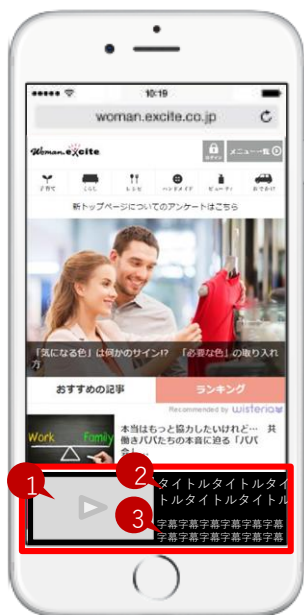 10:19
woman.excite.co.jp
Woman.excite
ログイン
メニュー一覧
子育て
くらし
レシピ
ハンドメイド
ビューティ
おでかけ
新トップページについてのアンケートはこちら
「気になる色」は何かのサイン!? 「必要な色」の取り入れ
方
おすすめの記事
ランキング
Recommended by wisteria
Work Family
本当はもっと協力したいけれど… 共
働きパパたちの本音に迫る「パパ
1
2
タイトルタイトルタイ
トルタイトルタイトル
3
字幕字幕字幕字幕字幕
字幕字幕字幕字幕字幕